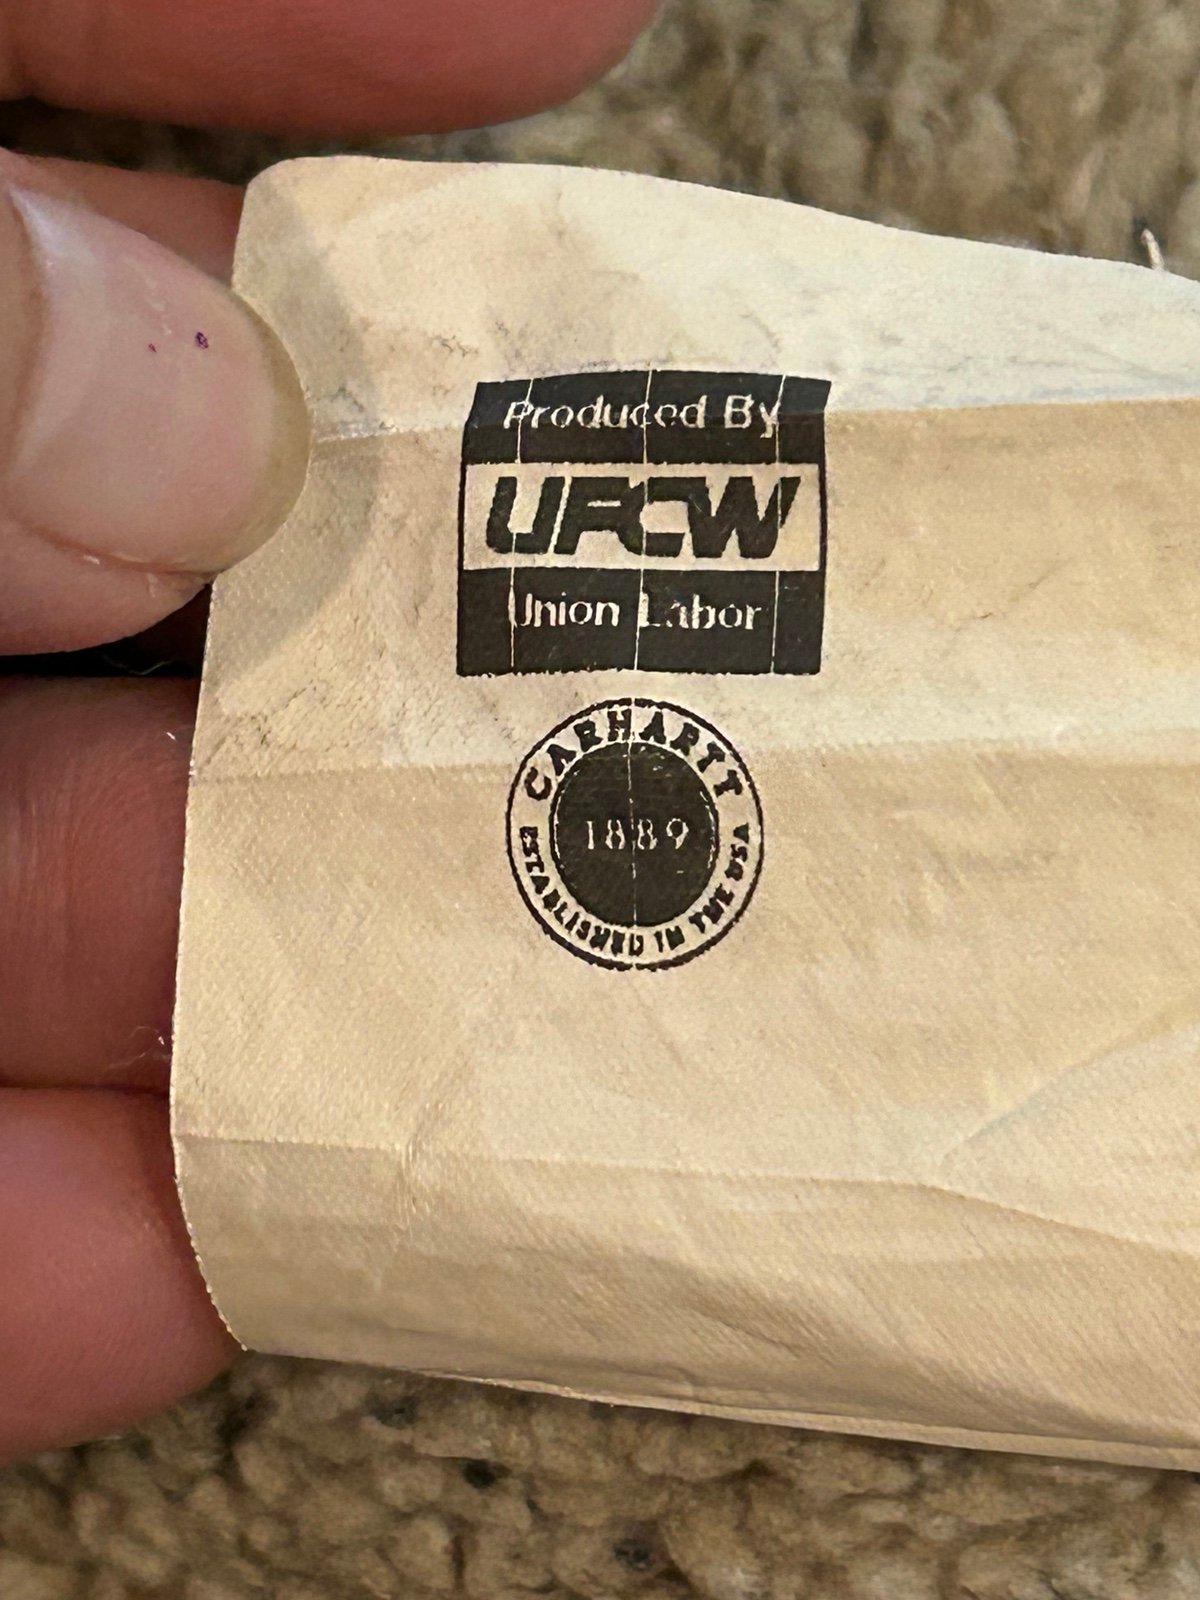 Produced By
UFCW
Union Labor
CARHARTT
1889
ESTABLISHED IN THE USA